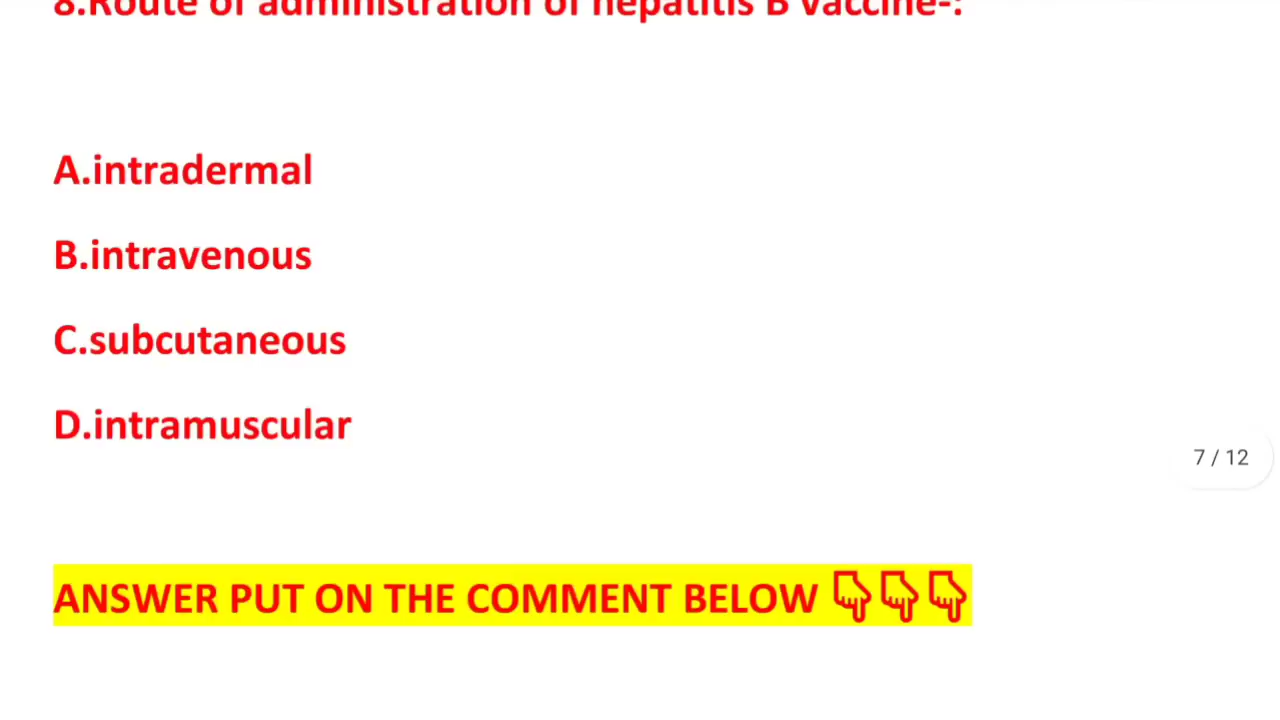 8.Route of administration of hepatitis B vaccine-:
A.intradermal
B.intravenous
C.subcutaneous
D.intramuscular
7 / 12
ANSWER PUT ON THE COMMENT BELOW 👇👇👇